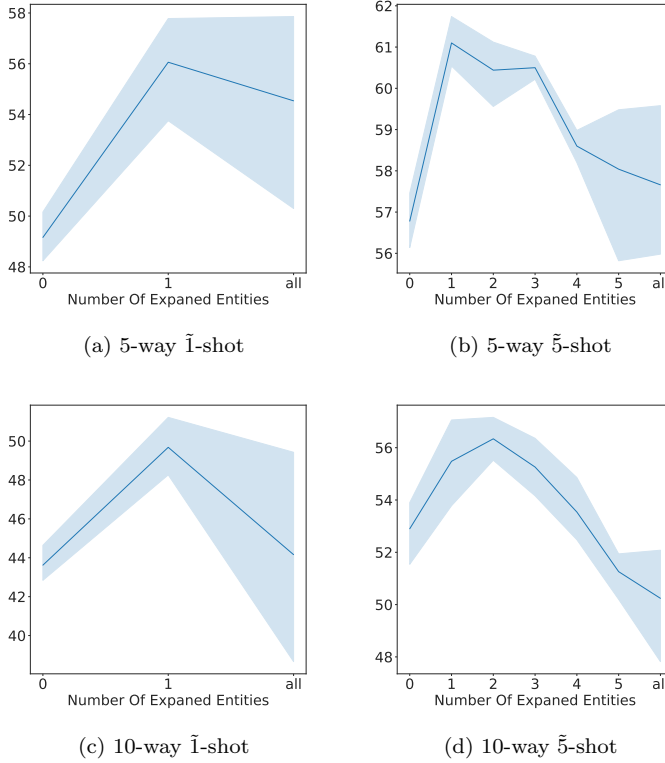 58
56
54
52
50
48
0 1 all
Number Of Expaned Entities
(a) 5-way 1̃-shot
62
61
60
59
58
57
56
0 1 2 3 4 5 all
Number Of Expaned Entities
(b) 5-way 5̃-shot
50
48
46
44
42
40
0 1 all
Number Of Expaned Entities
(c) 10-way 1̃-shot
56
54
52
50
48
0 1 2 3 4 5 all
Number Of Expaned Entities
(d) 10-way 5̃-shot